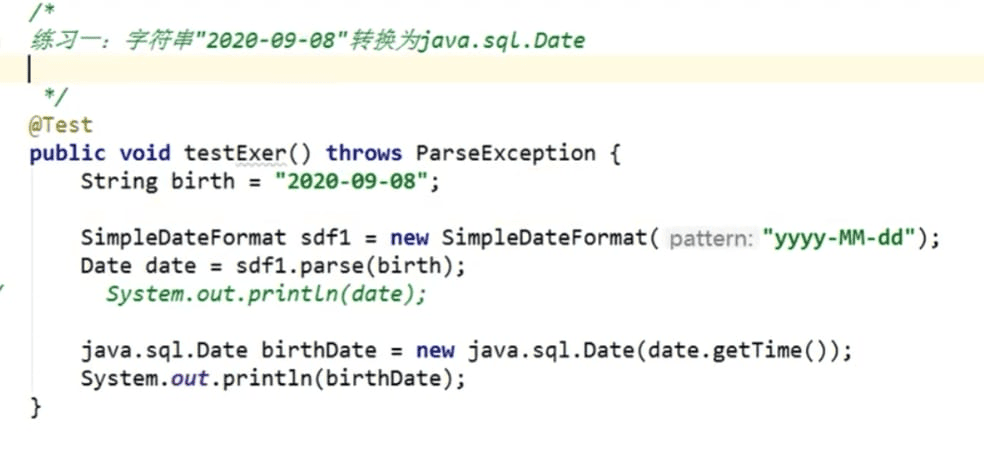 /*
练习一：字符串"2020-09-08"转换为java.sql.Date
*/
@Test
public void testExer() throws ParseException {
String birth = "2020-09-08";
SimpleDateFormat sdf1 = new SimpleDateFormat( pattern: "yyyy-MM-dd");
Date date = sdf1.parse(birth);
System.out.println(date);
java.sql.Date birthDate = new java.sql.Date(date.getTime());
System.out.println(birthDate);
}